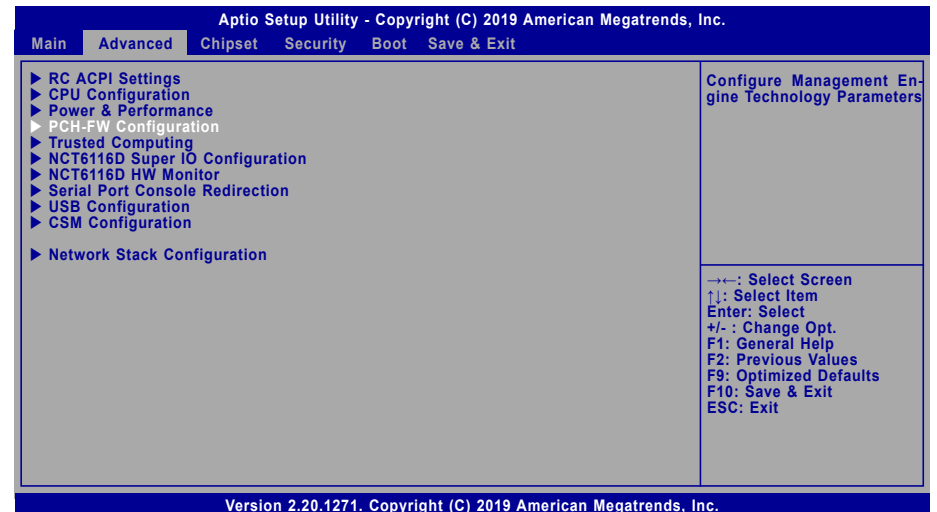 Aptio Setup Utility - Copyright (C) 2019 American Megatrends, Inc.
Main Advanced Chipset Security Boot Save & Exit
▶ RC ACPI Settings
▶ CPU Configuration
▶ Power & Performance
▶ PCH-FW Configuration
▶ Trusted Computing
▶ NCT6116D Super IO Configuration
▶ NCT6116D HW Monitor
▶ Serial Port Console Redirection
▶ USB Configuration
▶ CSM Configuration
▶ Network Stack Configuration
Configure Management En-
gine Technology Parameters
→←: Select Screen
↑↓: Select Item
Enter: Select
+/- : Change Opt.
F1: General Help
F2: Previous Values
F9: Optimized Defaults
F10: Save & Exit
ESC: Exit
Version 2.20.1271. Copyright (C) 2019 American Megatrends, Inc.